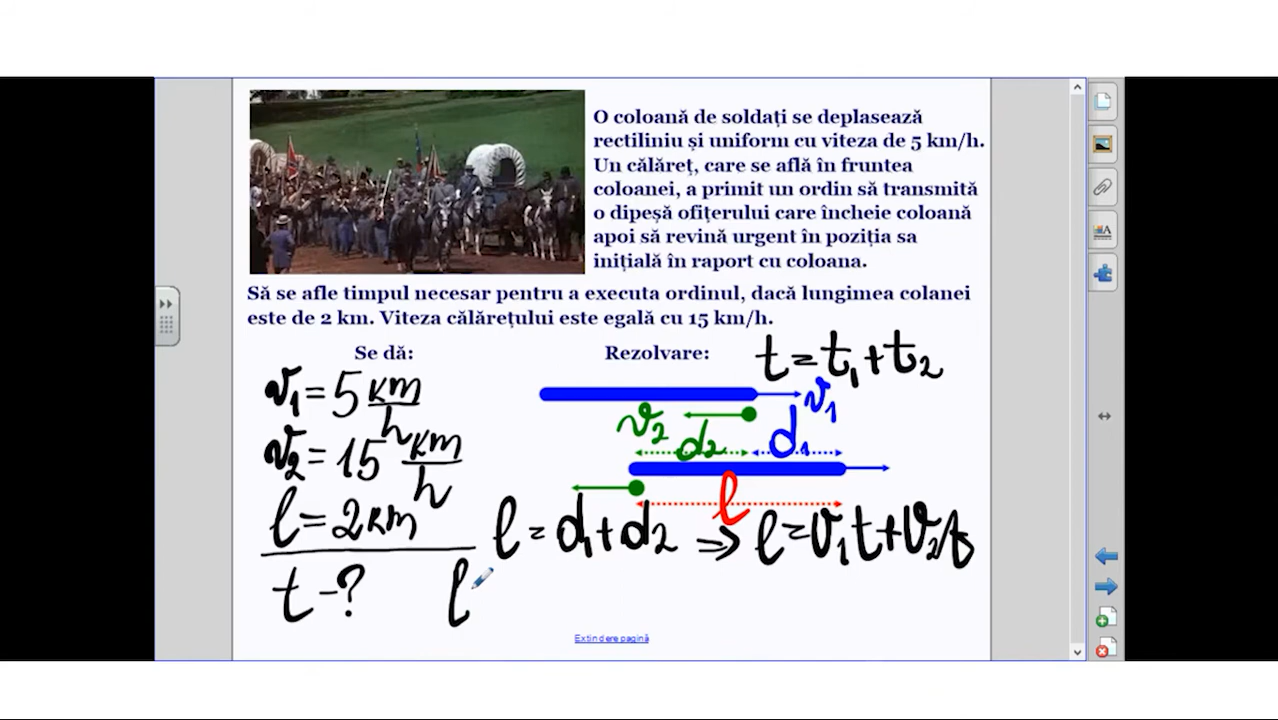 O coloană de soldați se deplasează
rectiliniu și uniform cu viteza de 5 km/h.
Un călăreț, care se află în fruntea
coloanei, a primit un ordin să transmită
o dipeșă ofițerului care încheie coloană
apoi să revină urgent în poziția sa
inițială în raport cu coloana.
Să se afle timpul necesar pentru a executa ordinul, dacă lungimea colanei
este de 2 km. Viteza călărețului este egală cu 15 km/h.
Se dă:
Rezolvare:
t = t₁ + t₂
v₁ = 5 км/h
v₂ = 15 км/h
l = 2 км
t - ?
v₁
v₂
d₂
d₁
l
l = d₁ + d₂ ⇒ l = v₁t + v₂t
l
Extindere pagină